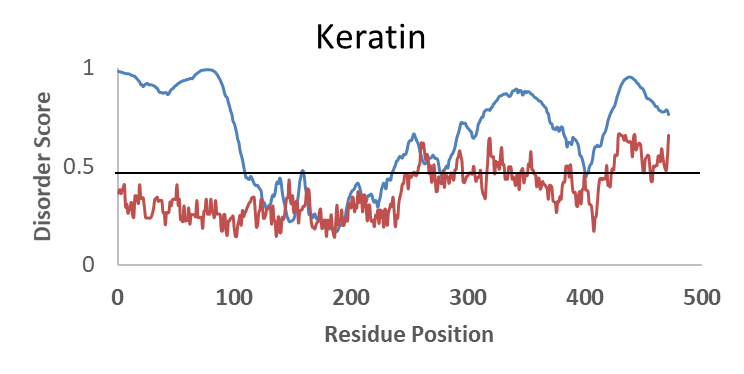 Keratin
1
0.5
0
Disorder Score
0 100 200 300 400 500
Residue Position